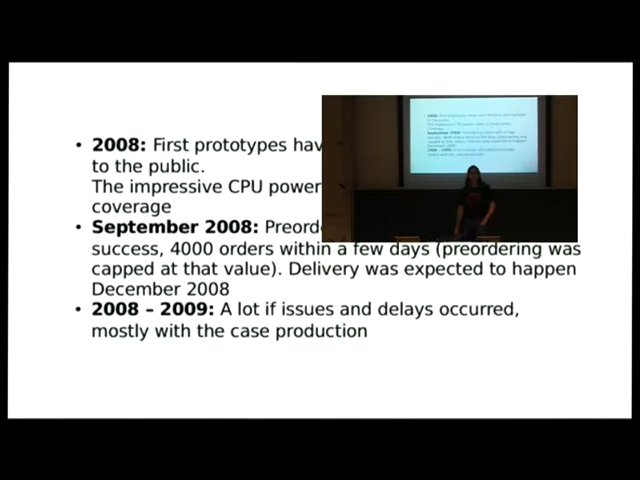 • 2008: First prototypes hav
to the public.
The impressive CPU power
coverage
• September 2008: Preord
success, 4000 orders within a few days (preordering was
capped at that value). Delivery was expected to happen
December 2008
• 2008 – 2009: A lot if issues and delays occurred,
mostly with the case production